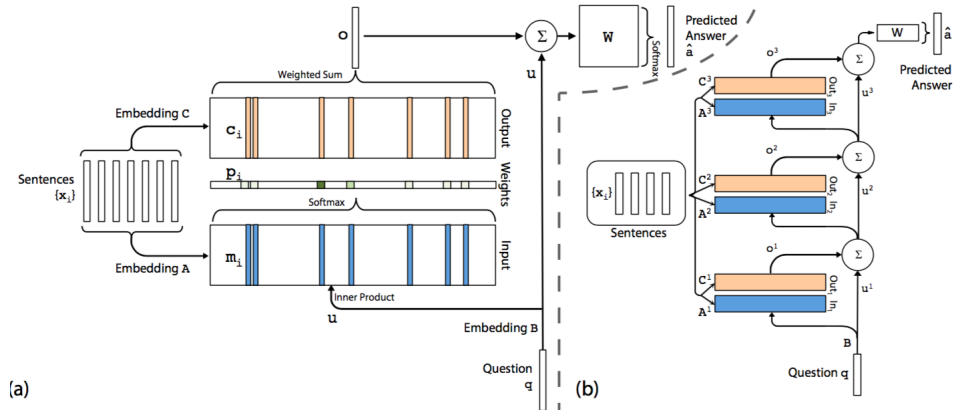 o
Σ
W
Softmax
Predicted
Answer
â
u
Weighted Sum
Embedding C
c_i
Output
Sentences
{x_i}
p_i
Weights
Softmax
m_i
Input
Embedding A
Inner Product
u
Embedding B
Question
q
(a)
W
â
Predicted
Answer
Σ
o³
u³
C³
A³
Out₃
In₃
Σ
o²
u²
{x_i}
Sentences
C²
A²
Out₂
In₂
Σ
o¹
u¹
C¹
A¹
Out₁
In₁
B
Question q
(b)